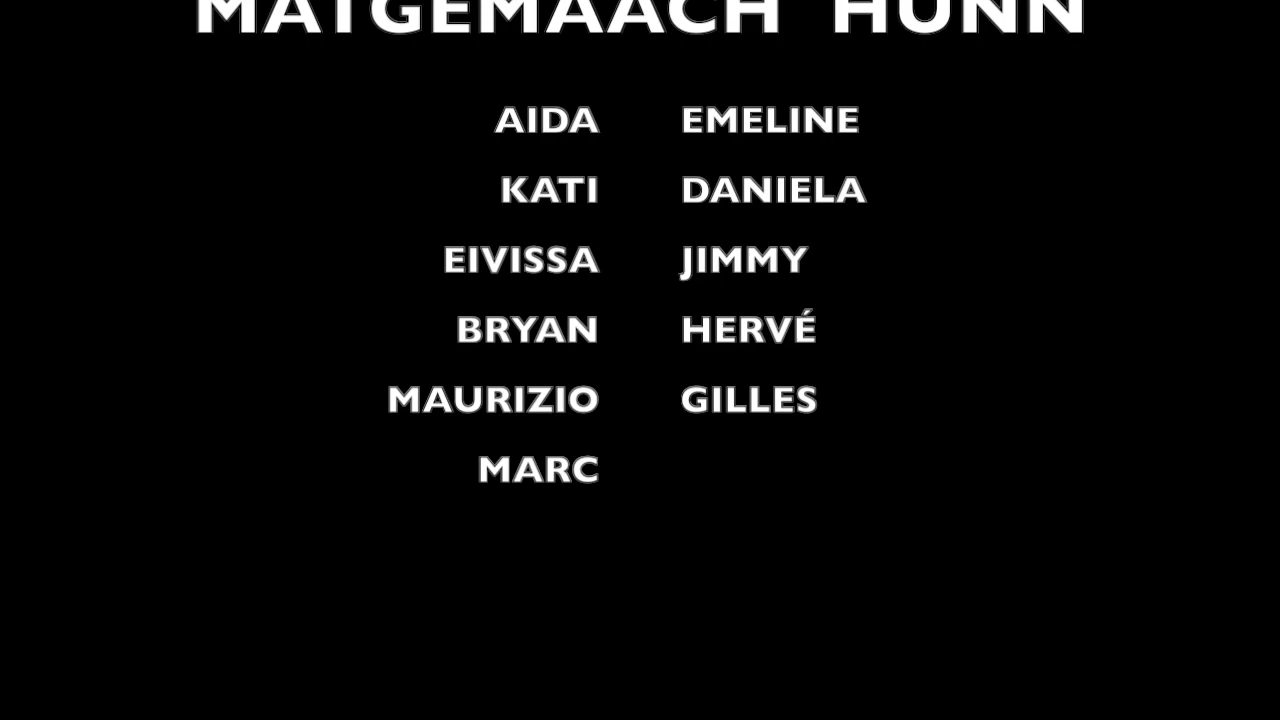 MATGEMAACH HUNN
AIDA EMELINE
KATI DANIELA
EIVISSA JIMMY
BRYAN HERVÉ
MAURIZIO GILLES
MARC